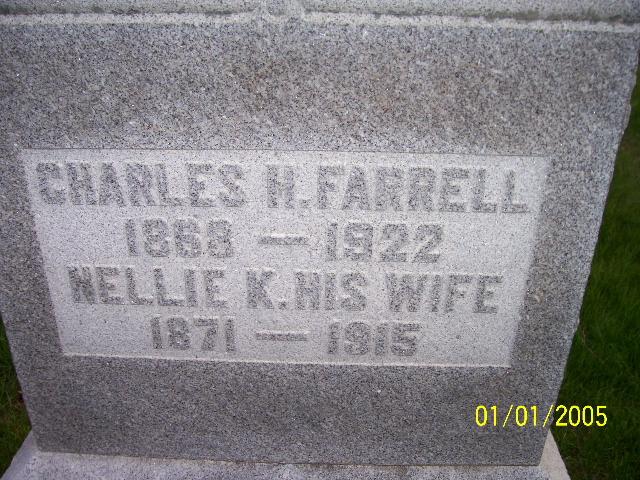 CHARLES H. FARRELL
1868 — 1922
NELLIE K. HIS WIFE
1871 — 1915
01/01/2005